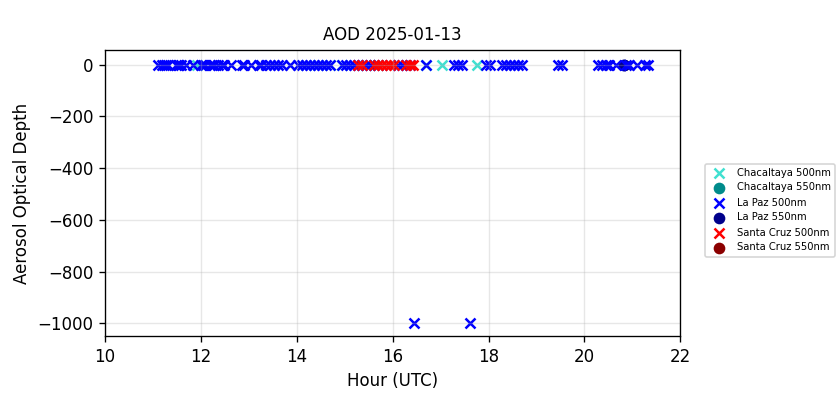 AOD 2025-01-13
Aerosol Optical Depth
0
−200
−400
−600
−800
−1000
10 12 14 16 18 20 22
Hour (UTC)
Chacaltaya 500nm
Chacaltaya 550nm
La Paz 500nm
La Paz 550nm
Santa Cruz 500nm
Santa Cruz 550nm